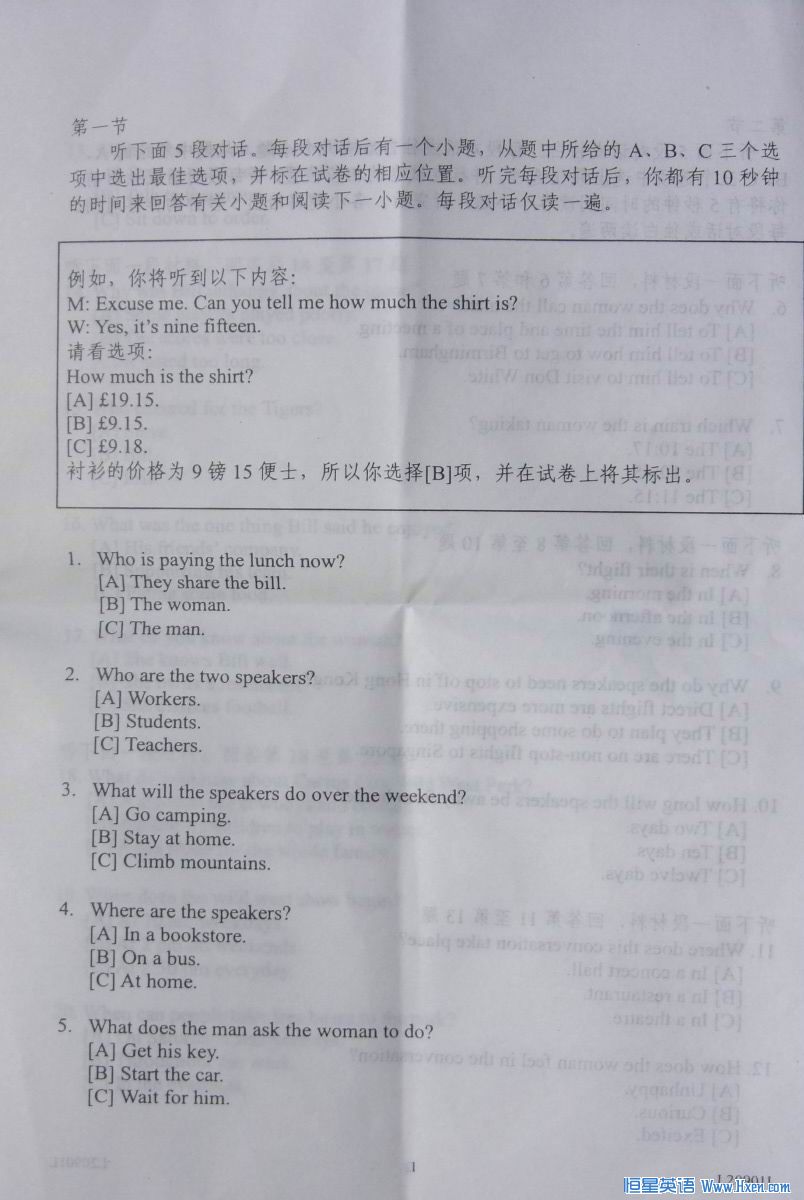 第一节
听下面 5 段对话。每段对话后有一个小题，从题中所给的 A、B、C 三个选
项中选出最佳选项，并标在试卷的相应位置。听完每段对话后，你都有 10 秒钟
的时间来回答有关小题和阅读下一小题。每段对话仅读一遍。
例如，你将听到以下内容：
M: Excuse me. Can you tell me how much the shirt is?
W: Yes, it's nine fifteen.
请看选项：
How much is the shirt?
[A] £19.15.
[B] £9.15.
[C] £9.18.
衬衫的价格为 9 镑 15 便士，所以你选择[B]项，并在试卷上将其标出。
1. Who is paying the lunch now?
[A] They share the bill.
[B] The woman.
[C] The man.
2. Who are the two speakers?
[A] Workers.
[B] Students.
[C] Teachers.
3. What will the speakers do over the weekend?
[A] Go camping.
[B] Stay at home.
[C] Climb mountains.
4. Where are the speakers?
[A] In a bookstore.
[B] On a bus.
[C] At home.
5. What does the man ask the woman to do?
[A] Get his key.
[B] Start the car.
[C] Wait for him.
1
L209011
恒星英语 Www.Hxen.com